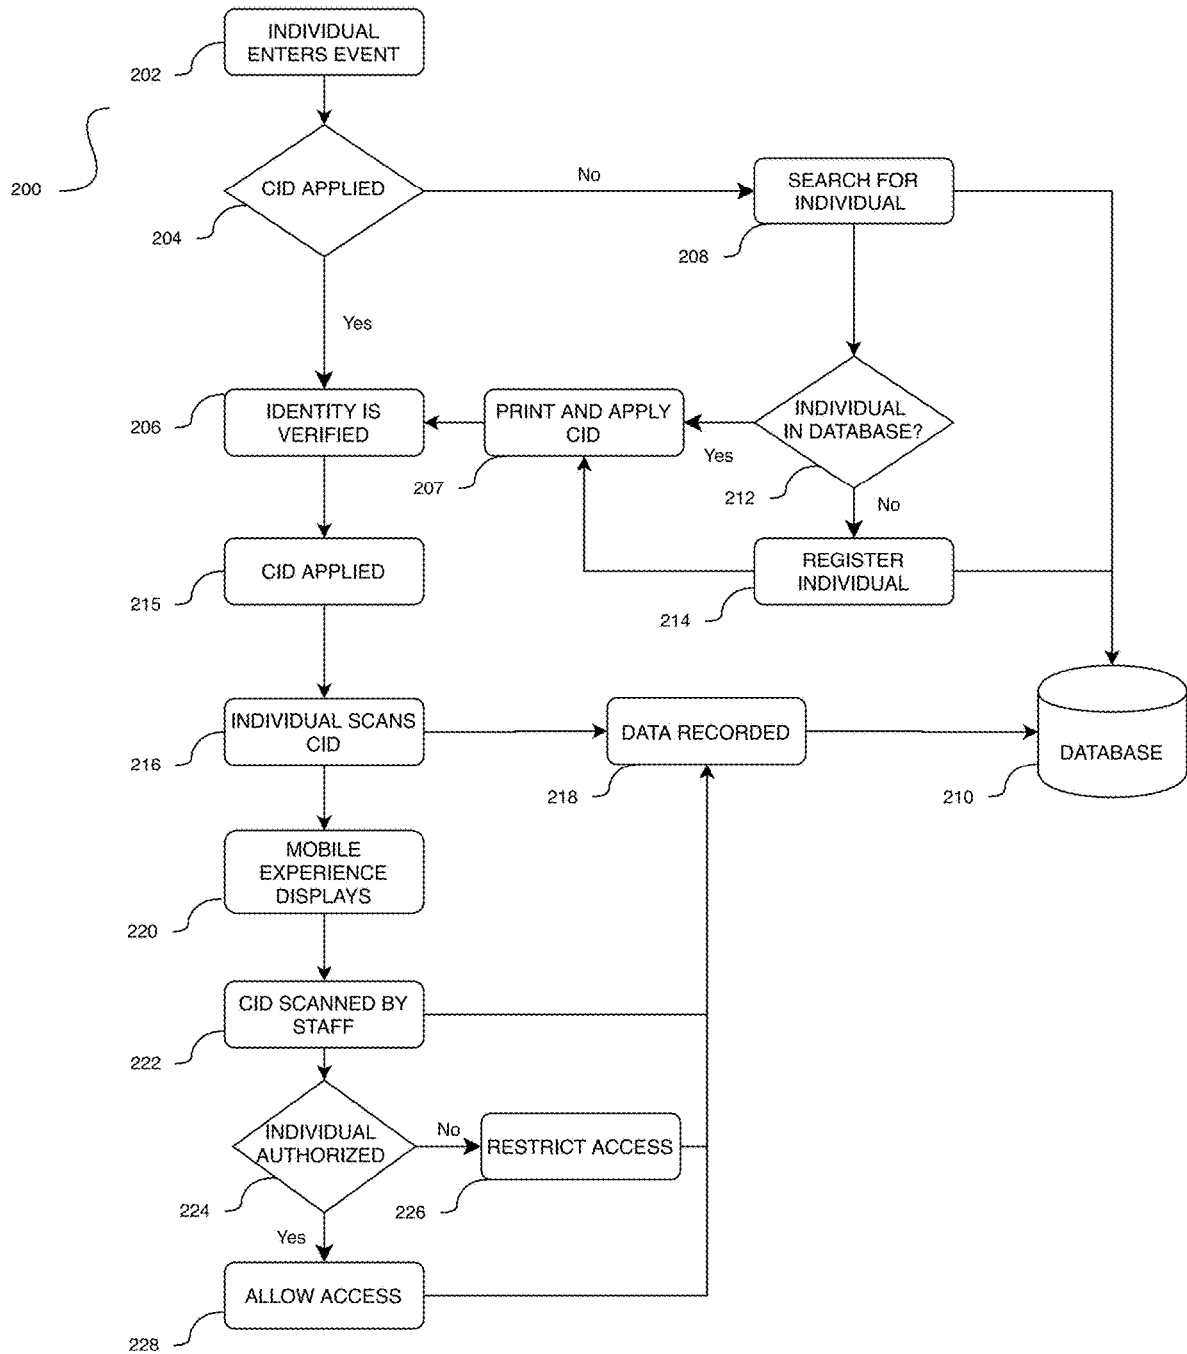 INDIVIDUAL
ENTERS EVENT
202
200
CID APPLIED
204
No
SEARCH FOR
INDIVIDUAL
208
Yes
IDENTITY IS
VERIFIED
206
PRINT AND APPLY
CID
207
Yes
INDIVIDUAL
IN DATABASE?
212
No
CID APPLIED
215
REGISTER
INDIVIDUAL
214
INDIVIDUAL SCANS
CID
216
DATA RECORDED
218
DATABASE
210
MOBILE
EXPERIENCE
DISPLAYS
220
CID SCANNED BY
STAFF
222
INDIVIDUAL
AUTHORIZED
224
No
RESTRICT ACCESS
226
Yes
ALLOW ACCESS
228